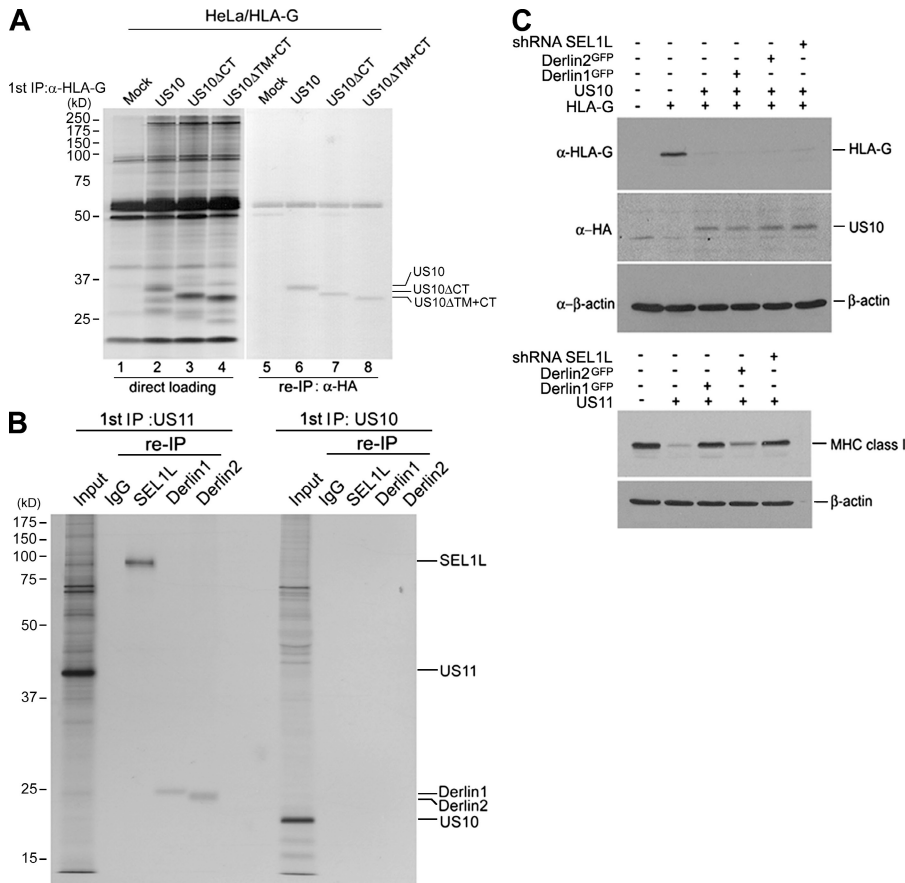 A
HeLa/HLA-G
1st IP:α-HLA-G
Mock US10 US10ΔCT US10ΔTM+CT Mock US10 US10ΔCT US10ΔTM+CT
(kD)
250
175
150
100
75
50
37
25
US10
US10ΔCT
US10ΔTM+CT
1 2 3 4 5 6 7 8
direct loading re-IP: α-HA
B
1st IP :US11 1st IP: US10
re-IP re-IP
Input IgG SEL1L Derlin1 Derlin2 Input IgG SEL1L Derlin1 Derlin2
(kD)
175
150
100
75
50
37
25
15
SEL1L
US11
Derlin1
Derlin2
US10
C
shRNA SEL1L - - - - - +
Derlin2GFP - - - - + -
Derlin1GFP - - - + - -
US10 - - + + + +
HLA-G - + + + + +
α-HLA-G HLA-G
α-HA US10
α-β-actin β-actin
shRNA SEL1L - - - - +
Derlin2GFP - - - + -
Derlin1GFP - - + - -
US11 - + + + +
MHC class I
β-actin